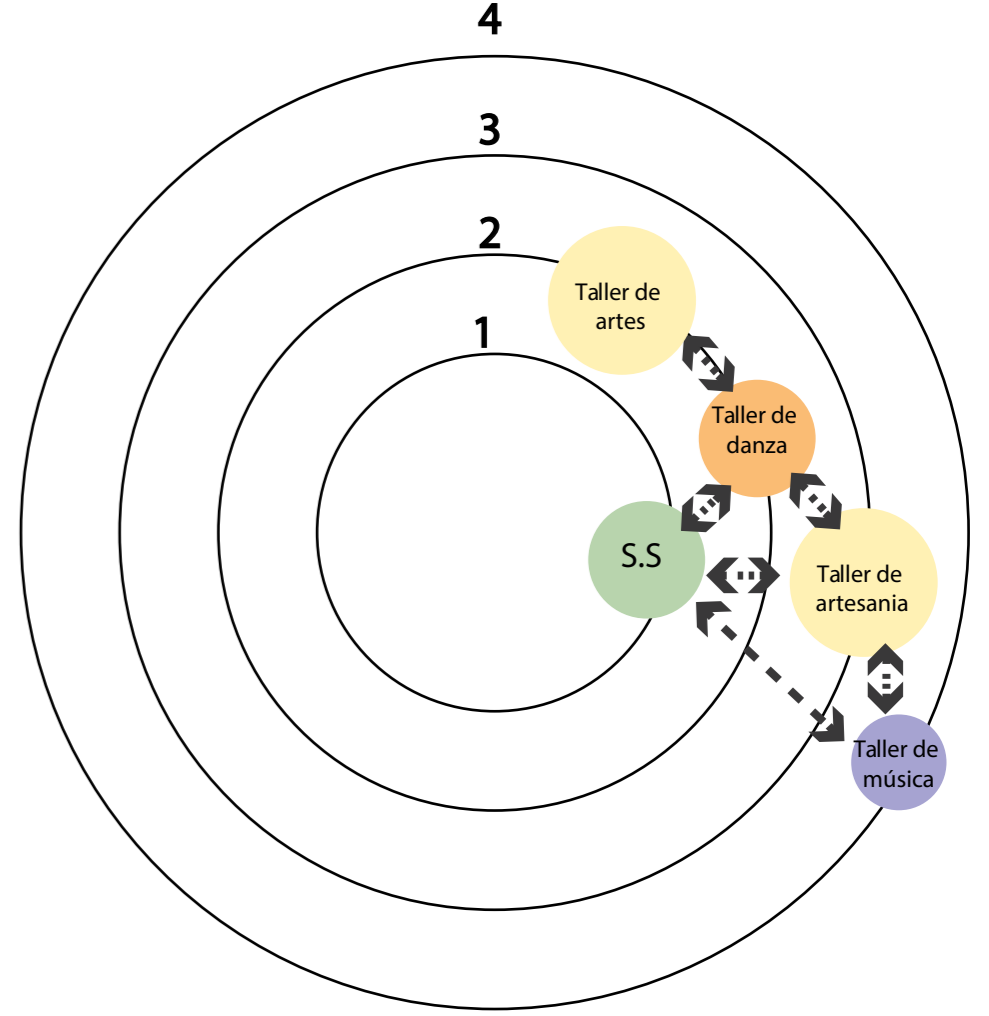 4
3
2
1
Taller de
artes
Taller de
danza
S.S
Taller de
artesania
Taller de
música